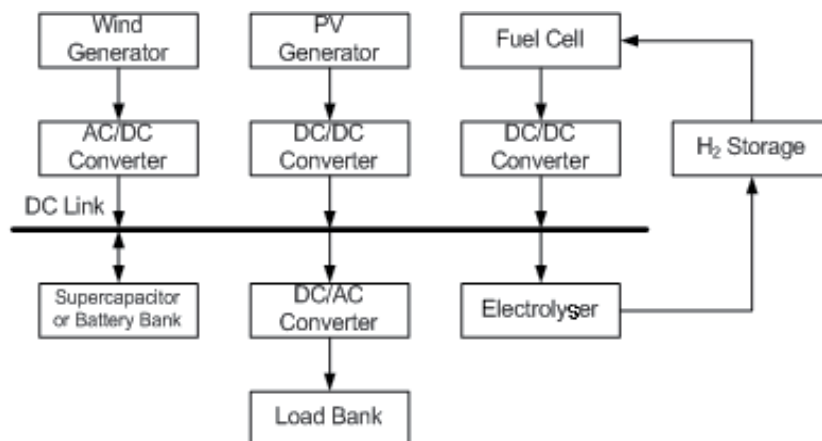 Wind
Generator
PV
Generator
Fuel Cell
AC/DC
Converter
DC/DC
Converter
DC/DC
Converter
H₂ Storage
DC Link
Supercapacitor
or Battery Bank
DC/AC
Converter
Electrolyser
Load Bank